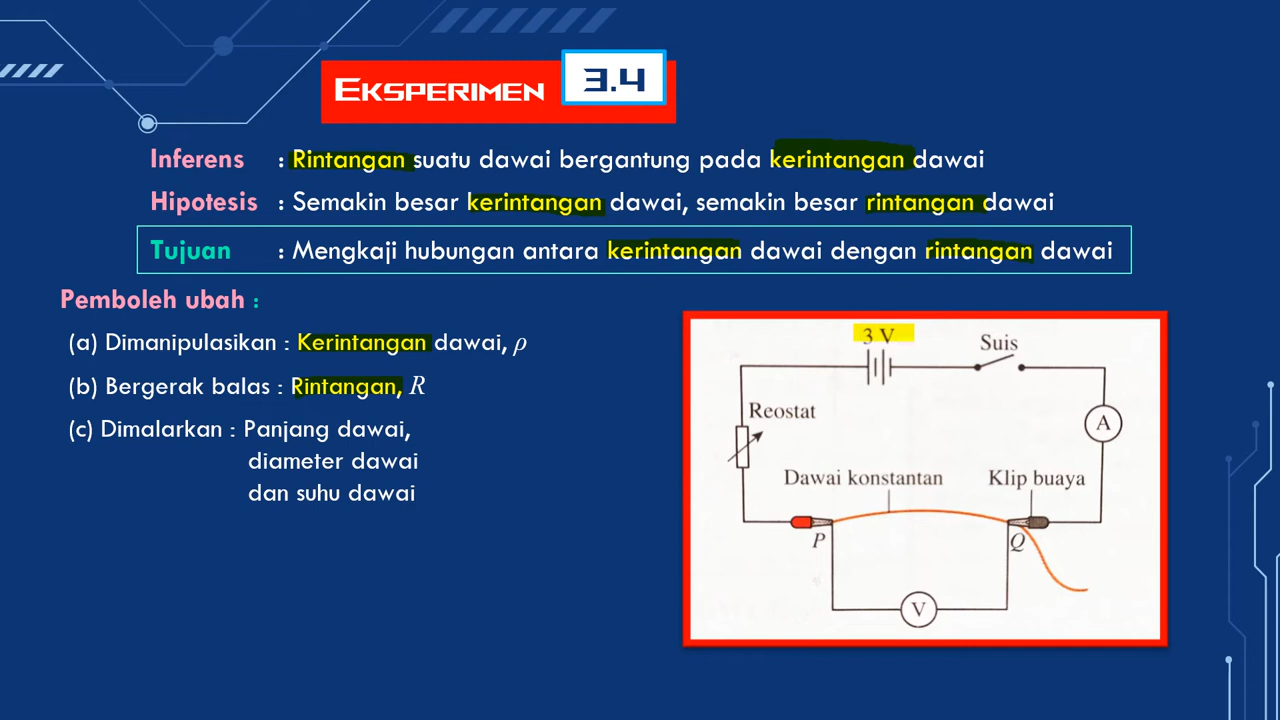 EKSPERIMEN 3.4
Inferens : Rintangan suatu dawai bergantung pada kerintangan dawai
Hipotesis : Semakin besar kerintangan dawai, semakin besar rintangan dawai
Tujuan : Mengkaji hubungan antara kerintangan dawai dengan rintangan dawai
Pemboleh ubah :
(a) Dimanipulasikan : Kerintangan dawai, ρ
(b) Bergerak balas : Rintangan, R
(c) Dimalarkan : Panjang dawai,
diameter dawai
dan suhu dawai
3 V
Suis
Reostat
A
Dawai konstantan
Klip buaya
P
Q
V